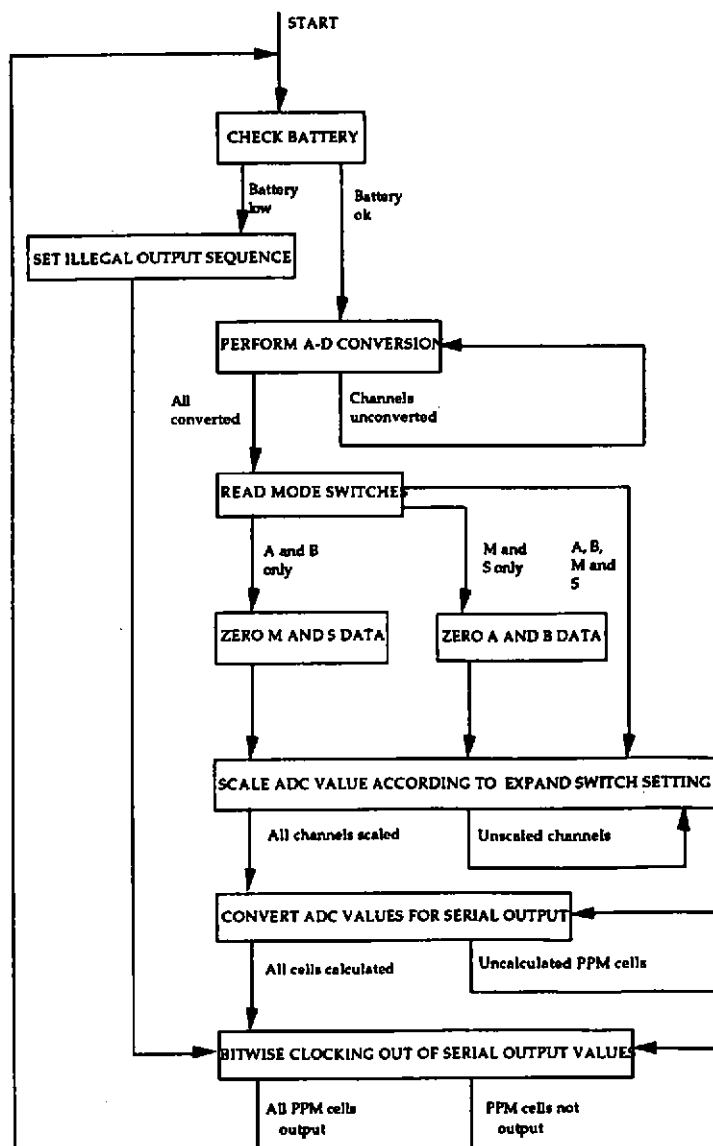 START
CHECK BATTERY
Battery
low
Battery
ok
SET ILLEGAL OUTPUT SEQUENCE
PERFORM A-D CONVERSION
All
converted
Channels
unconverted
READ MODE SWITCHES
A and B
only
M and
S only
A, B,
M and
S
ZERO M AND S DATA
ZERO A AND B DATA
SCALE ADC VALUE ACCORDING TO EXPAND SWITCH SETTING
All channels scaled
Unscaled channels
CONVERT ADC VALUES FOR SERIAL OUTPUT
All cells calculated
Uncalculated PPM cells
BITWISE CLOCKING OUT OF SERIAL OUTPUT VALUES
All PPM cells
output
PPM cells not
output